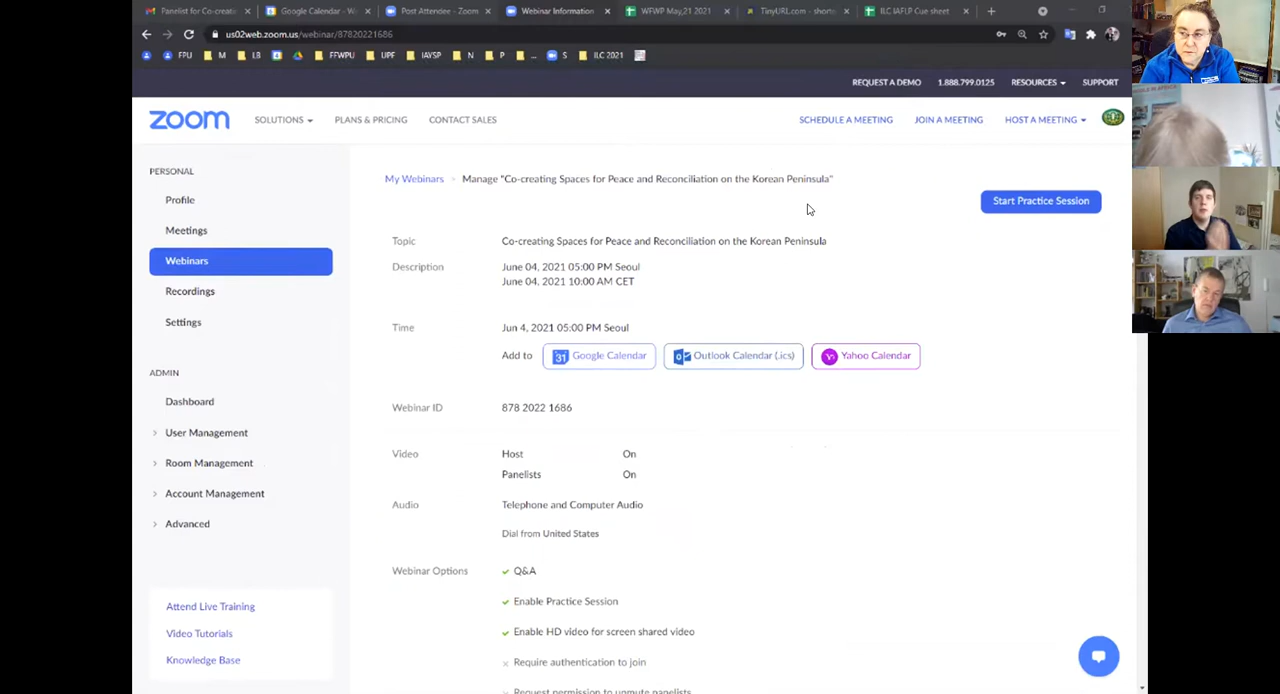 Panelist for Co-creati
Google Calendar - W
Post Attendee - Zoom
Webinar Information
WFWP May,21 2021
TinyURL.com - shorte
ILC IAFLP Cue sheet
us02web.zoom.us/webinar/87820221686
FPU M LB FFWPU UPF IAYSP N P ... S ILC 2021
REQUEST A DEMO 1.888.799.0125 RESOURCES SUPPORT
zoom SOLUTIONS PLANS & PRICING CONTACT SALES SCHEDULE A MEETING JOIN A MEETING HOST A MEETING
PERSONAL
Profile
Meetings
Webinars
Recordings
Settings
ADMIN
Dashboard
User Management
Room Management
Account Management
Advanced
Attend Live Training
Video Tutorials
Knowledge Base
My Webinars > Manage "Co-creating Spaces for Peace and Reconciliation on the Korean Peninsula"
Start Practice Session
Topic Co-creating Spaces for Peace and Reconciliation on the Korean Peninsula
Description June 04, 2021 05:00 PM Seoul
June 04, 2021 10:00 AM CET
Time Jun 4, 2021 05:00 PM Seoul
Add to 31 Google Calendar Outlook Calendar (.ics) Yahoo Calendar
Webinar ID 878 2022 1686
Video Host On
Panelists On
Audio Telephone and Computer Audio
Dial from United States
Webinar Options Q&A
Enable Practice Session
Enable HD video for screen shared video
Require authentication to join
Request permission to unmute panelists